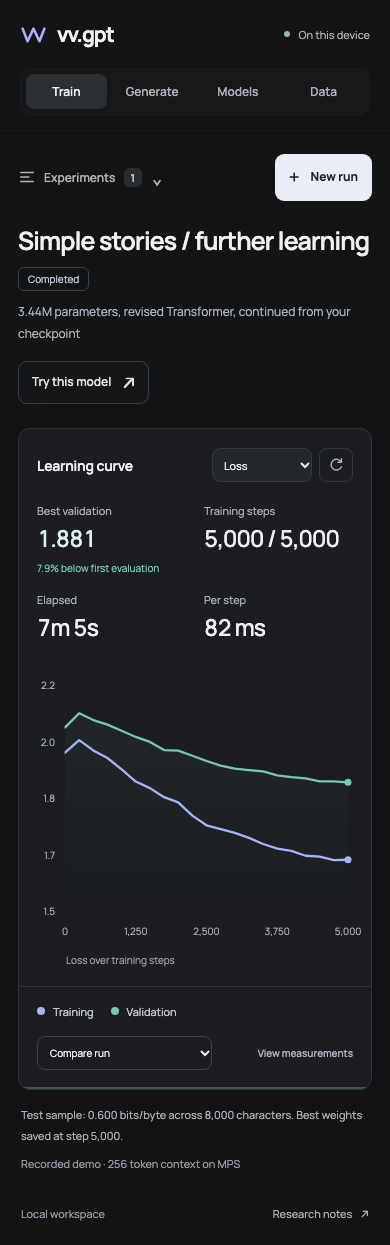 vv.gpt
On this device
Train
Generate
Models
Data
Experiments 1
+ New run
Simple stories / further learning
Completed
3.44M parameters, revised Transformer, continued from your
checkpoint
Try this model
Learning curve
Loss
Best validation
1.881
7.9% below first evaluation
Training steps
5,000 / 5,000
Elapsed
7m 5s
Per step
82 ms
2.2
2.0
1.8
1.7
1.5
0
1,250
2,500
3,750
5,000
Loss over training steps
Training
Validation
Compare run
View measurements
Test sample: 0.600 bits/byte across 8,000 characters. Best weights
saved at step 5,000.
Recorded demo · 256 token context on MPS
Local workspace
Research notes